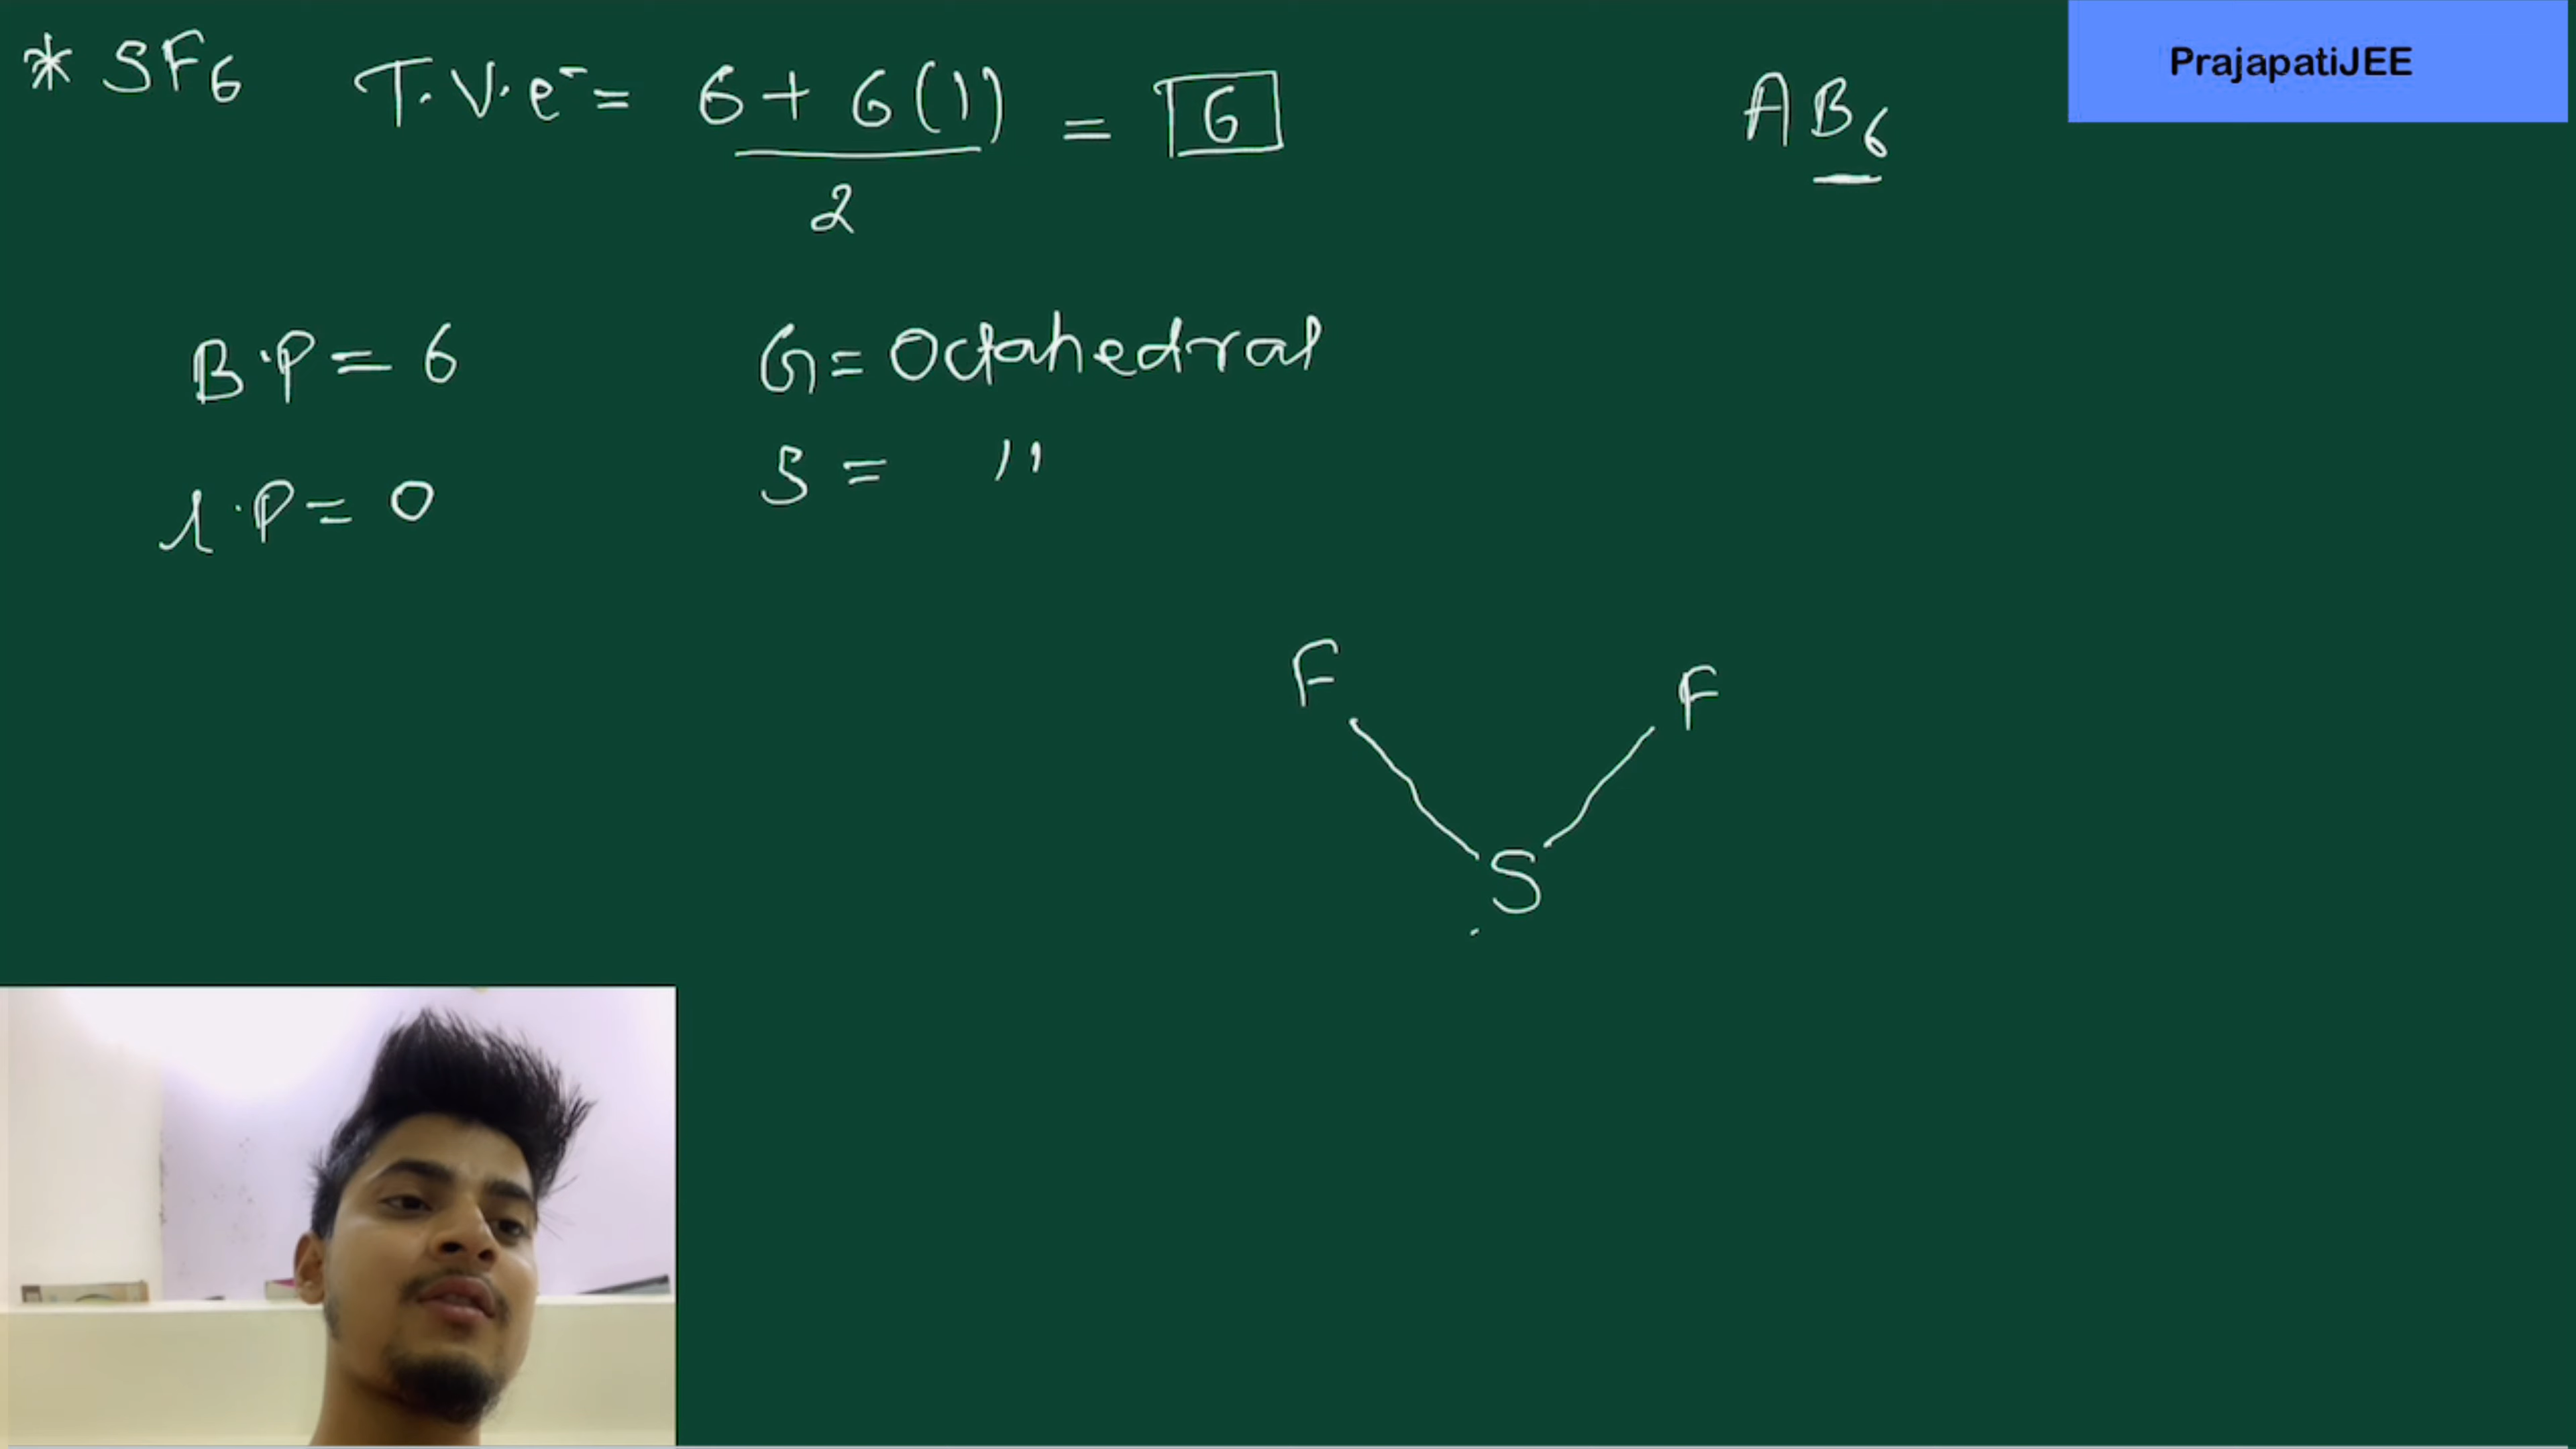 * SF6 T.V.e⁻ = 6 + 6(1) / 2 = 6
AB6
PrajapatiJEE
B.P = 6
G = Octahedral
l.P = 0
S = "
F F
S